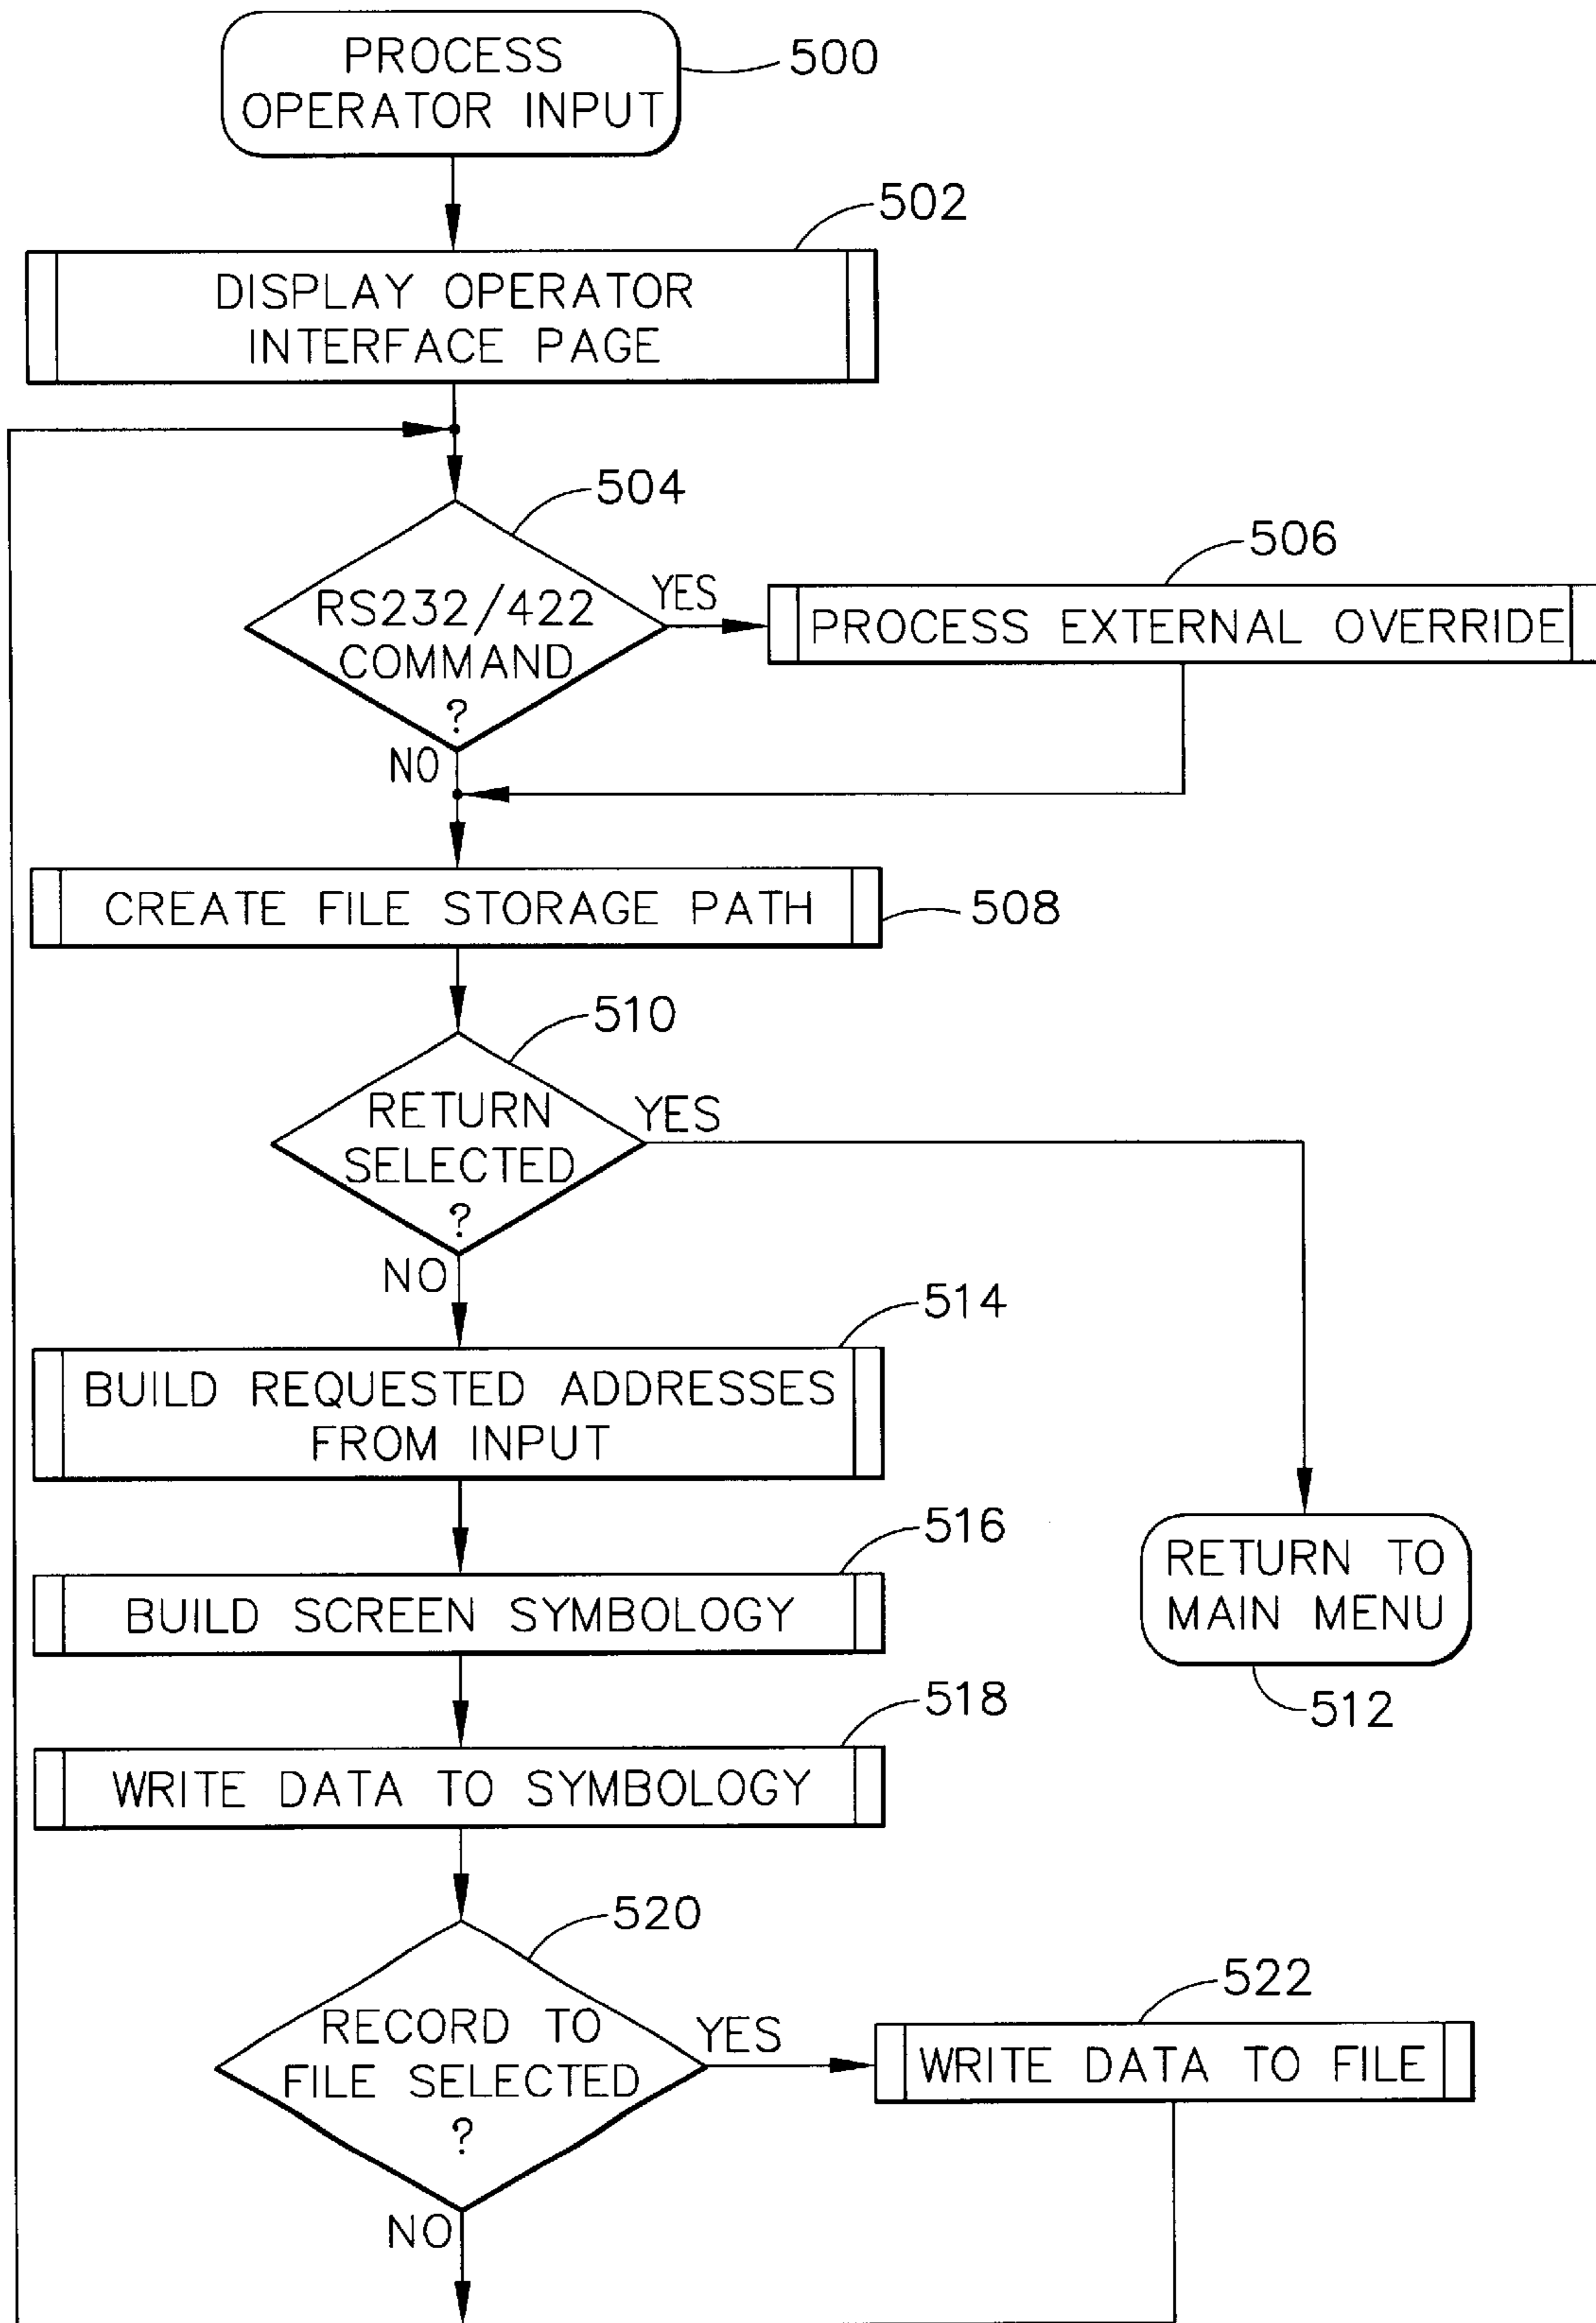 PROCESS
OPERATOR INPUT
500
502
DISPLAY OPERATOR
INTERFACE PAGE
504
RS232/422
COMMAND
?
YES
NO
506
PROCESS EXTERNAL OVERRIDE
CREATE FILE STORAGE PATH
508
510
RETURN
SELECTED
?
YES
NO
514
BUILD REQUESTED ADDRESSES
FROM INPUT
516
BUILD SCREEN SYMBOLOGY
RETURN TO
MAIN MENU
512
518
WRITE DATA TO SYMBOLOGY
520
RECORD TO
FILE SELECTED
?
YES
NO
522
WRITE DATA TO FILE